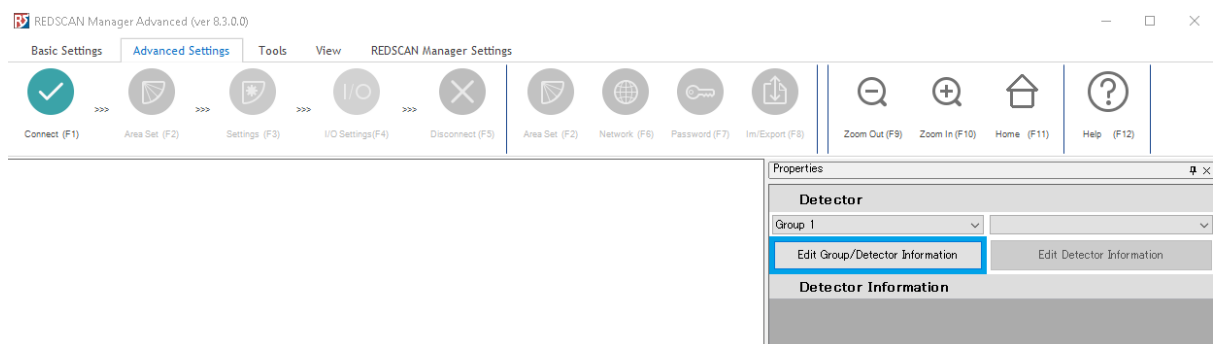 REDSCAN Manager Advanced (ver 8.3.0.0)
Basic Settings Advanced Settings Tools View REDSCAN Manager Settings
>>> >>> >>> I/O >>>
Connect (F1) Area Set (F2) Settings (F3) I/O Settings(F4) Disconnect (F5) Area Set (F2) Network (F6) Password (F7) Im/Export (F8) Zoom Out (F9) Zoom In (F10) Home (F11) Help (F12)
Properties
Detector
Group 1
Edit Group/Detector Information Edit Detector Information
Detector Information